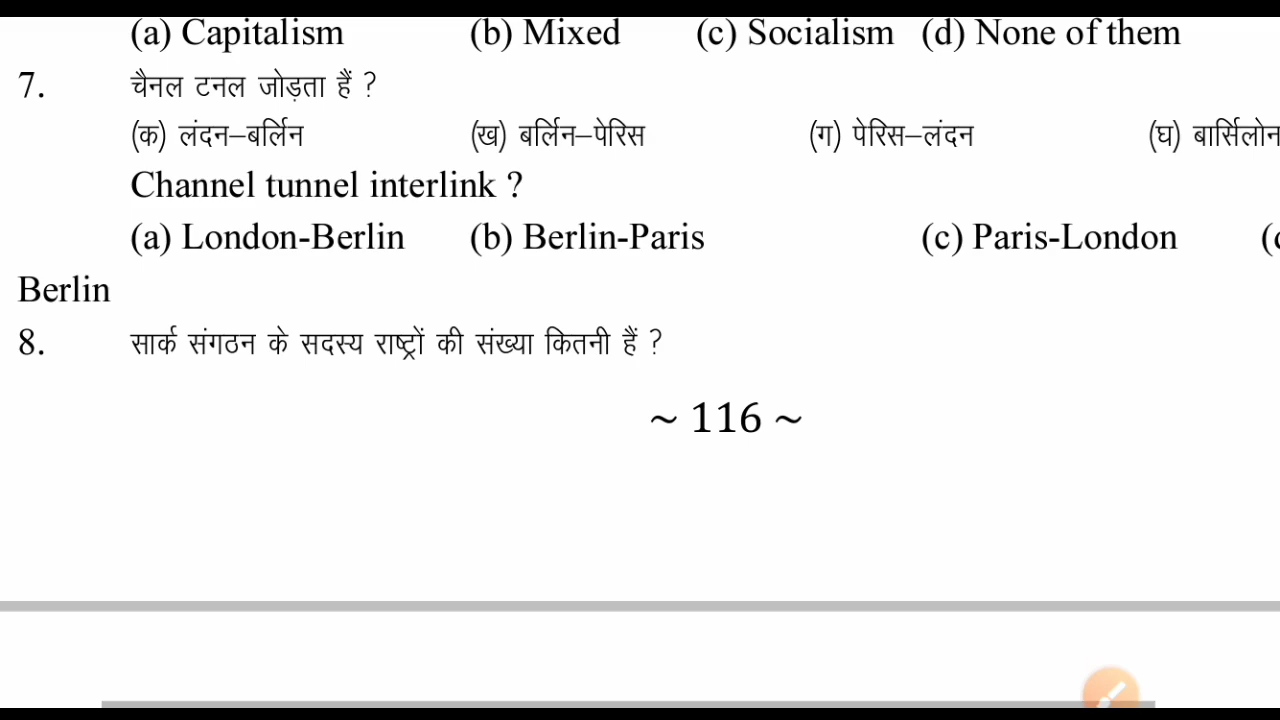 (a) Capitalism (b) Mixed (c) Socialism (d) None of them
7. चैनल टनल जोड़ता हैं ?
(क) लंदन–बर्लिन (ख) बर्लिन–पेरिस (ग) पेरिस–लंदन (घ)
Channel tunnel interlink ?
(a) London-Berlin (b) Berlin-Paris (c) Paris-London
Berlin
8. सार्क संगठन के सदस्य राष्ट्रों की संख्या कितनी हैं ?
~ 116 ~